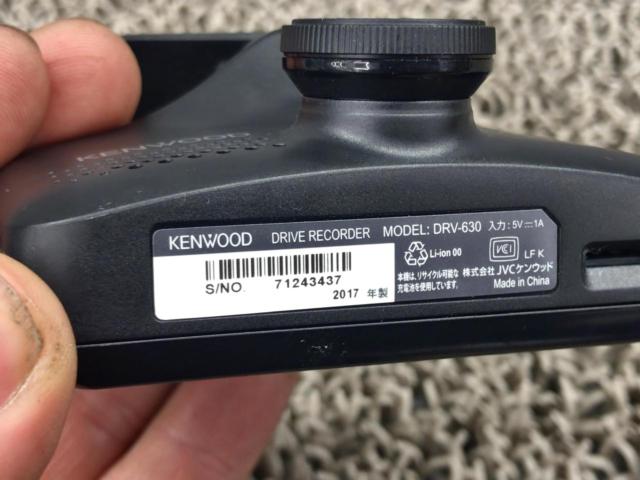 KENWOOD
KENWOOD DRIVE RECORDER MODEL: DRV-630 入力:5V⎓1A
Li-ion 00
VCI
LF K
S/NO. 71243437
2017 年製
本機は、リサイクル可能な
充電池を使用しています。
株式会社 JVCケンウッド
Made in China